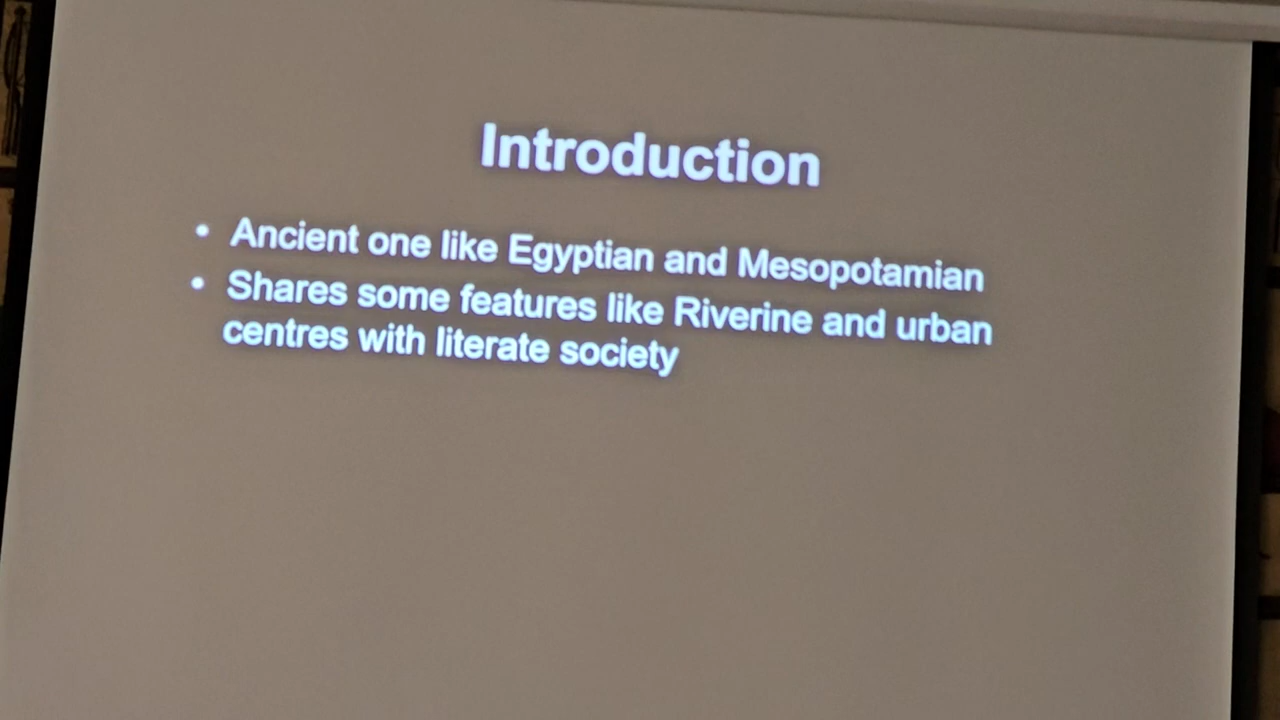 Introduction
• Ancient one like Egyptian and Mesopotamian
• Shares some features like Riverine and urban
centres with literate society